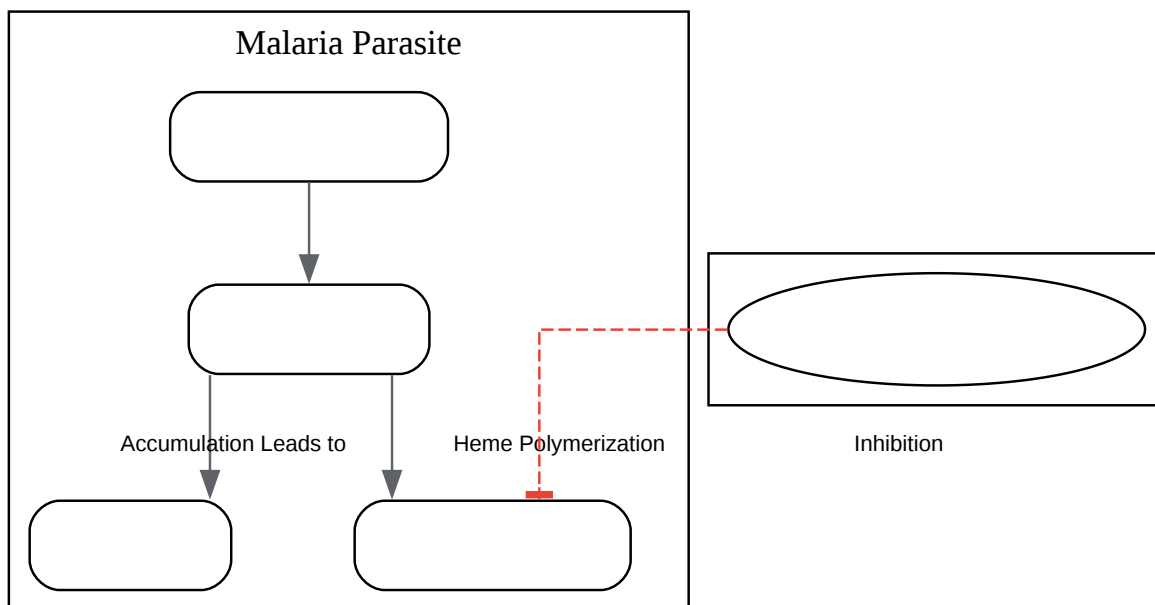 Malaria Parasite
Accumulation Leads to
Heme Polymerization
Inhibition